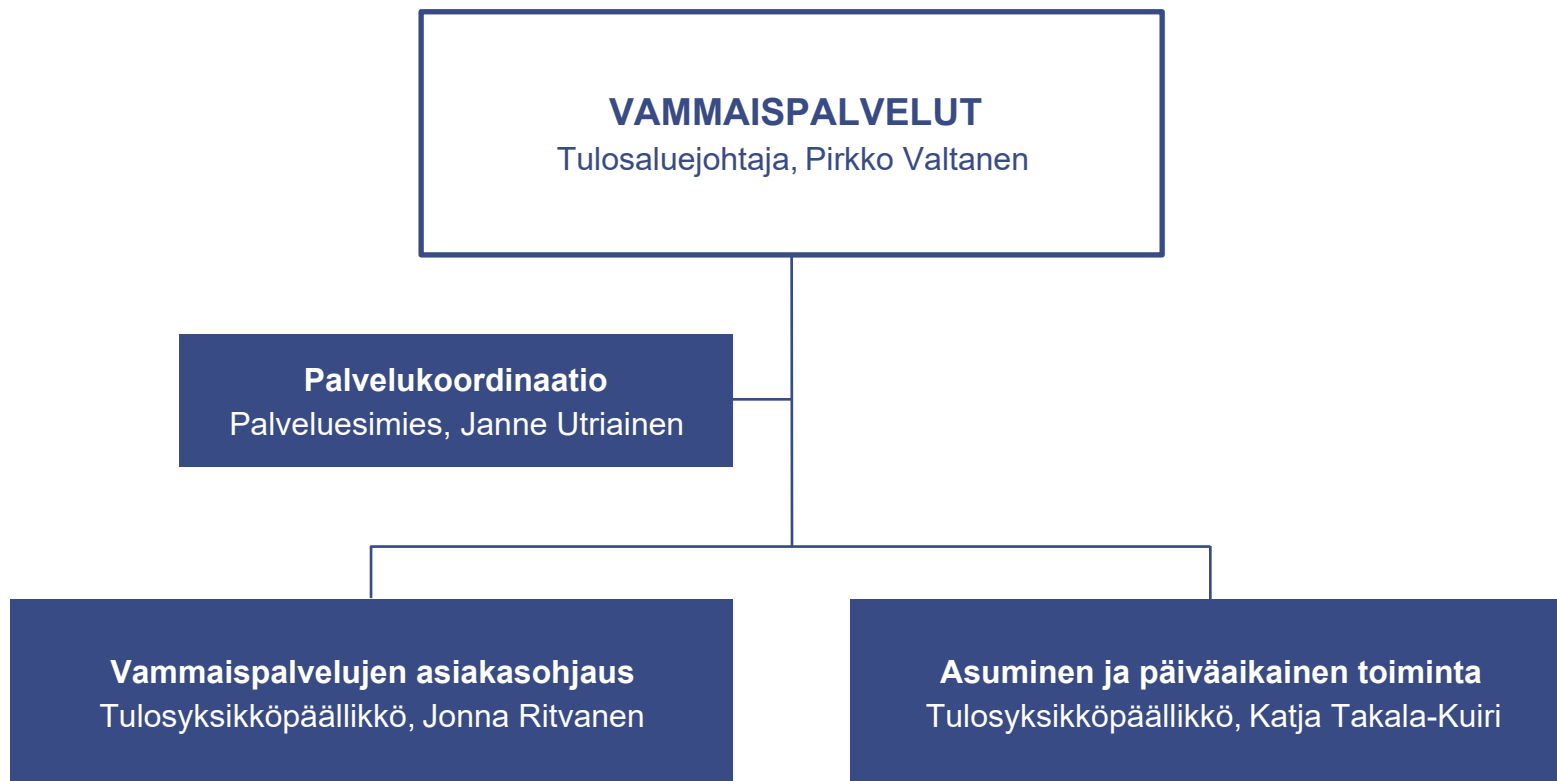 VAMMAISPALVELUT
Tulosaluejohtaja, Pirkko Valtanen
Palvelukoordinaatio
Palveluesimies, Janne Utriainen
Vammaispalvelujen asiakasohjaus
Tulosyksikköpäällikkö, Jonna Ritvanen
Asuminen ja päiväaikainen toiminta
Tulosyksikköpäällikkö, Katja Takala-Kuiri